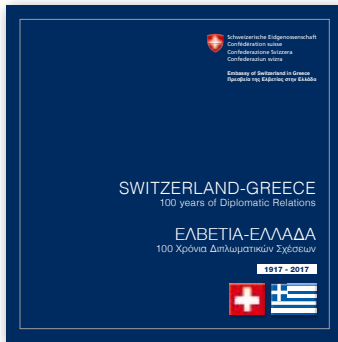 Schweizerische Eidgenossenschaft
Confédération suisse
Confederazione Svizzera
Confederaziun svizra
Embassy of Switzerland in Greece
Πρεσβεία της Ελβετίας στην Ελλάδα
SWITZERLAND-GREECE
100 years of Diplomatic Relations
ΕΛΒΕΤΙΑ-ΕΛΛΑΔΑ
100 Χρόνια Διπλωματικών Σχέσεων
1917 - 2017